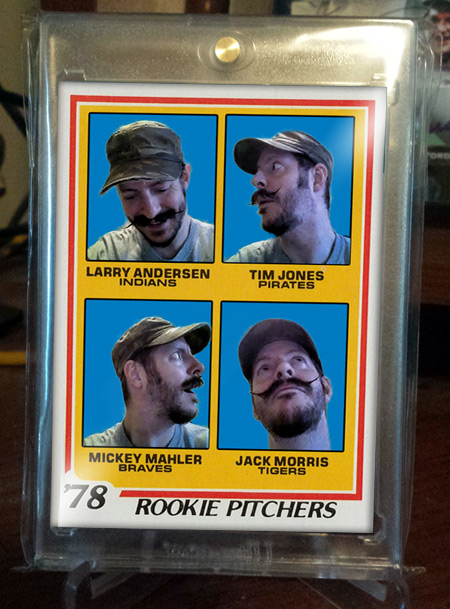 LARRY ANDERSEN
INDIANS
TIM JONES
PIRATES
MICKEY MAHLER
BRAVES
JACK MORRIS
TIGERS
'78
ROOKIE PITCHERS